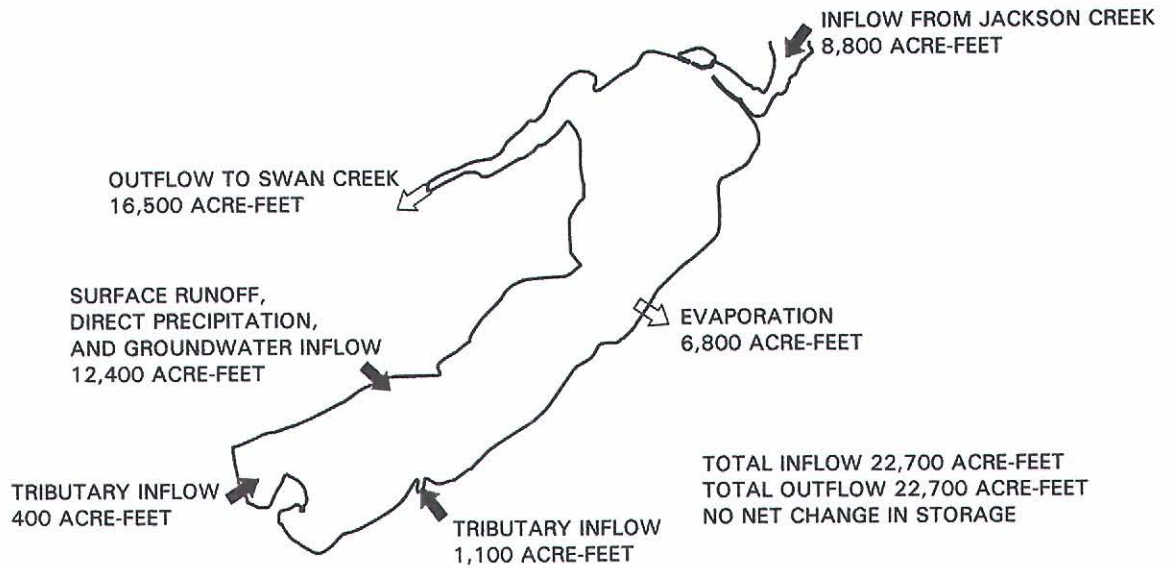 INFLOW FROM JACKSON CREEK
8,800 ACRE-FEET
OUTFLOW TO SWAN CREEK
16,500 ACRE-FEET
SURFACE RUNOFF,
DIRECT PRECIPITATION,
AND GROUNDWATER INFLOW
12,400 ACRE-FEET
EVAPORATION
6,800 ACRE-FEET
TRIBUTARY INFLOW
400 ACRE-FEET
TRIBUTARY INFLOW
1,100 ACRE-FEET
TOTAL INFLOW 22,700 ACRE-FEET
TOTAL OUTFLOW 22,700 ACRE-FEET
NO NET CHANGE IN STORAGE